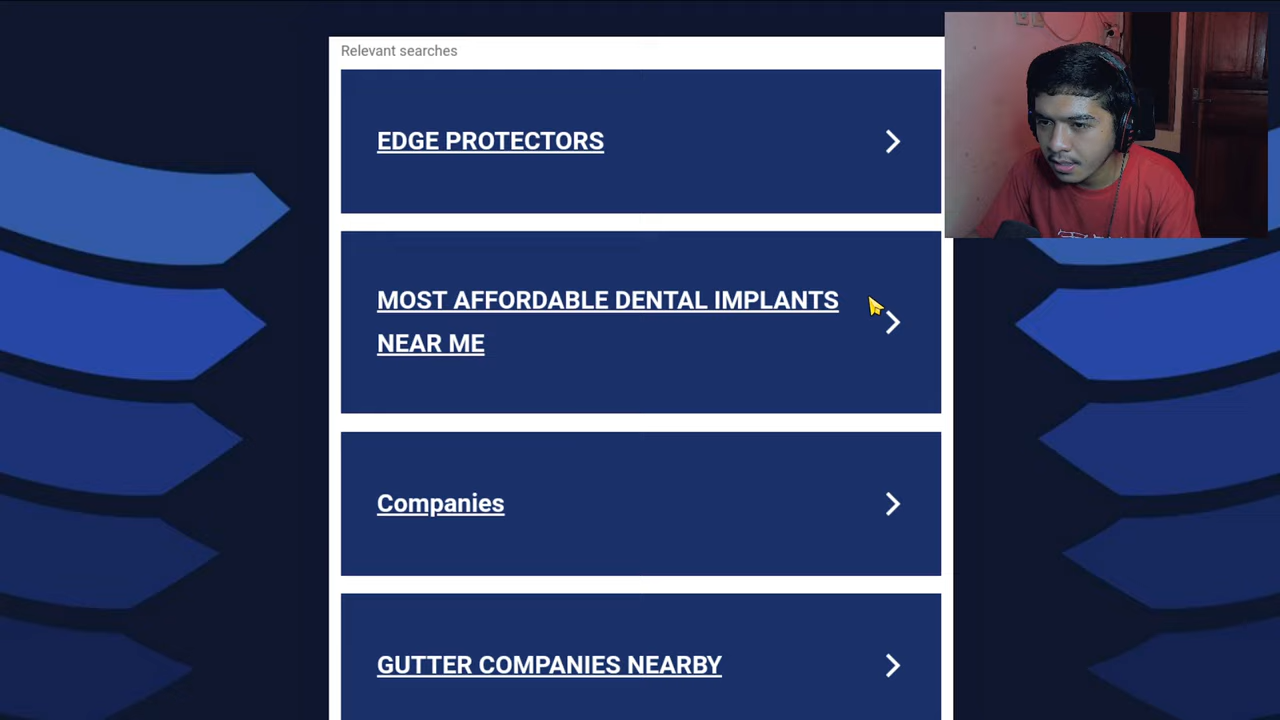 Relevant searches
EDGE PROTECTORS
MOST AFFORDABLE DENTAL IMPLANTS
NEAR ME
Companies
GUTTER COMPANIES NEARBY